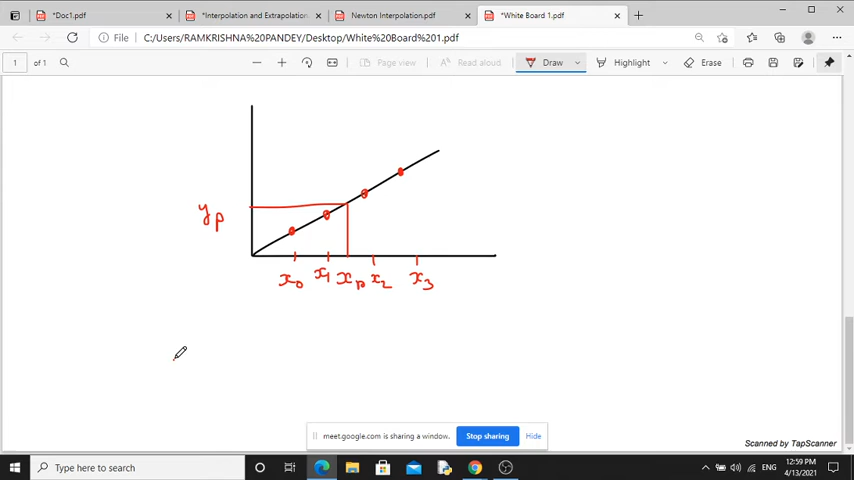 *Doc1.pdf
*Interpolation and Extrapolation
Newton Interpolation.pdf
*White Board 1.pdf
File
C:/Users/RAMKRISHNA%20PANDEY/Desktop/White%20Board%201.pdf
1 of 1
Page view
Read aloud
Draw
Highlight
Erase
yp
x0 x1 xp x2 x3
meet.google.com is sharing a window.
Stop sharing
Hide
Scanned by TapScanner
Type here to search
ENG
12:59 PM
4/13/2021